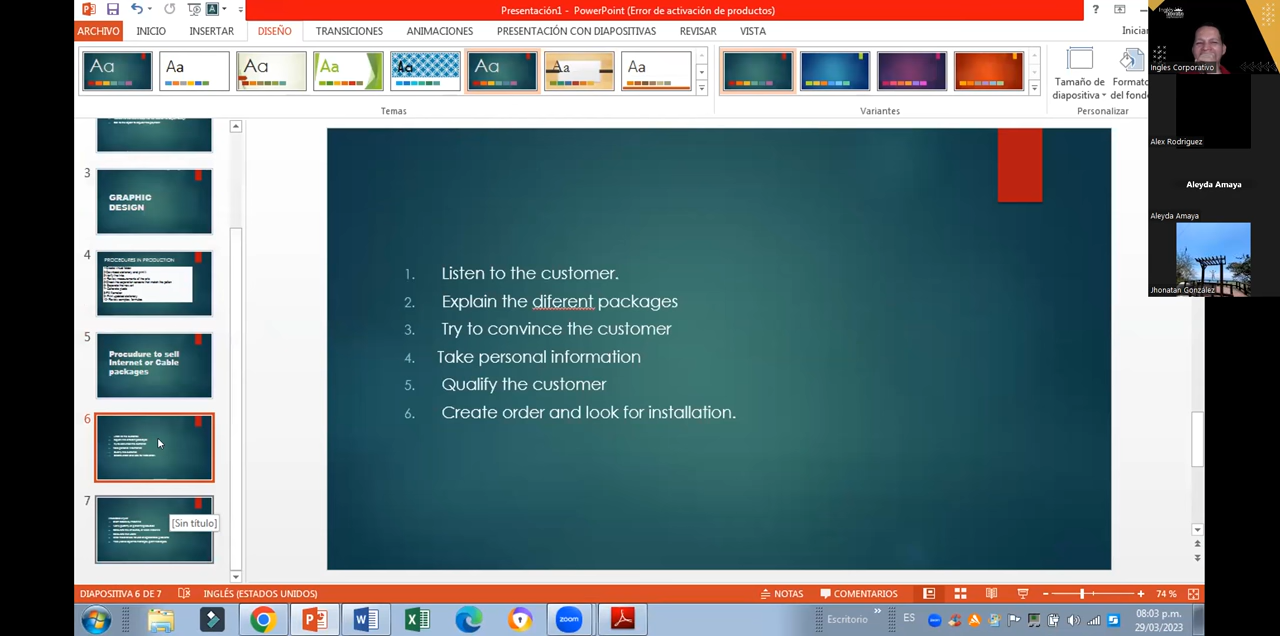 Presentación1 - PowerPoint (Error de activación de productos)
ARCHIVO INICIO INSERTAR DISEÑO TRANSICIONES ANIMACIONES PRESENTACIÓN CON DIAPOSITIVAS REVISAR VISTA Iniciar
Aa Aa Aa Aa Aa Aa Aa Aa
Tamaño de diapositiva
Formato del fondo
Temas Variantes Personalizar
3
GRAPHIC
DESIGN
4
PROCEDURES IN PRODUCTION
5
Procudure to sell
Internet or Cable
packages
6
7
[Sin título]
1. Listen to the customer.
2. Explain the diferent packages
3. Try to convince the customer
4. Take personal information
5. Qualify the customer
6. Create order and look for installation.
Inglés Corporativo
Alex Rodriguez
Aleyda Amaya
Aleyda Amaya
Jhonatan González
DIAPOSITIVA 6 DE 7 INGLÉS (ESTADOS UNIDOS) NOTAS COMENTARIOS 74 %
zoom
Escritorio » ES
08:03 p.m.
29/03/2023